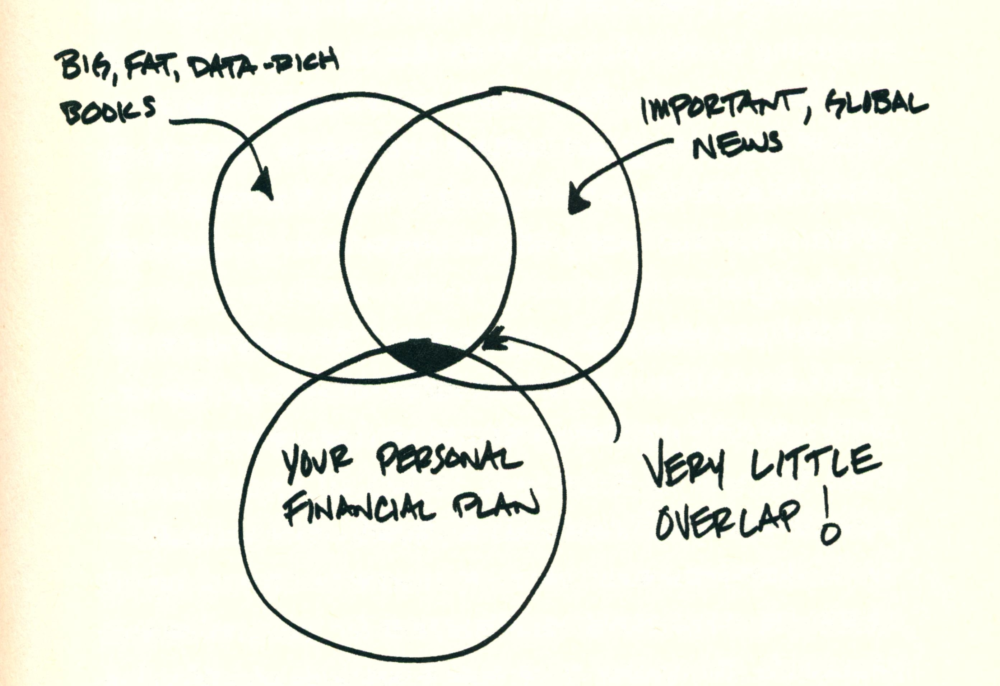 BIG, FAT, DATA-RICH
BOOKS
IMPORTANT, GLOBAL
NEWS
YOUR PERSONAL
FINANCIAL PLAN
VERY LITTLE
OVERLAP!